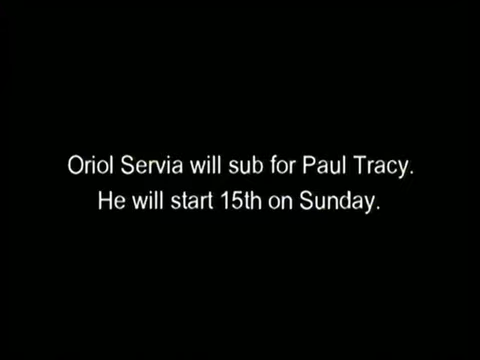 Oriol Servia will sub for Paul Tracy.
He will start 15th on Sunday.